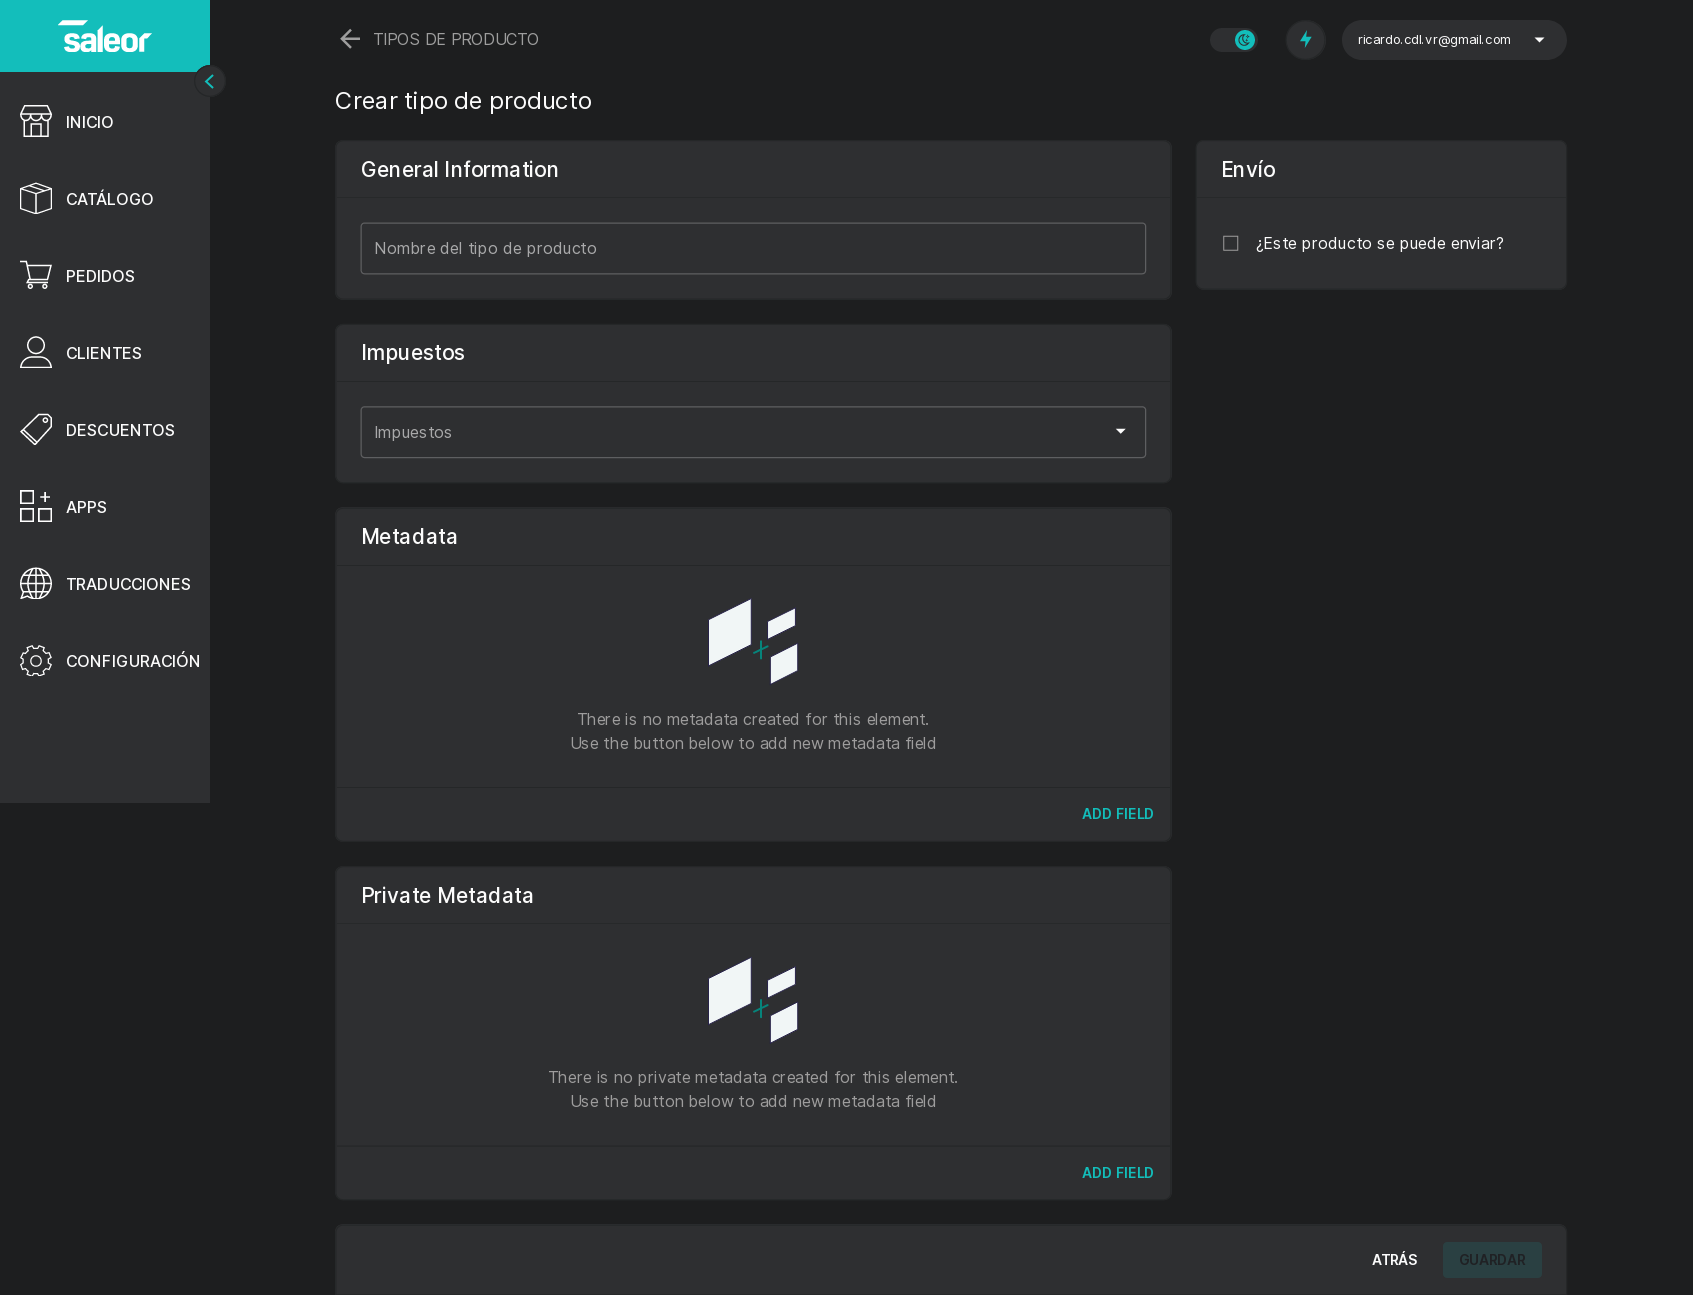 saleor
INICIO
CATÁLOGO
PEDIDOS
CLIENTES
DESCUENTOS
APPS
TRADUCCIONES
CONFIGURACIÓN
TIPOS DE PRODUCTO
ricardo.cdl.vr@gmail.com
Crear tipo de producto
General Information
Nombre del tipo de producto
Envío
¿Este producto se puede enviar?
Impuestos
Impuestos
Metadata
There is no metadata created for this element.
Use the button below to add new metadata field
ADD FIELD
Private Metadata
There is no private metadata created for this element.
Use the button below to add new metadata field
ADD FIELD
ATRÁS
GUARDAR